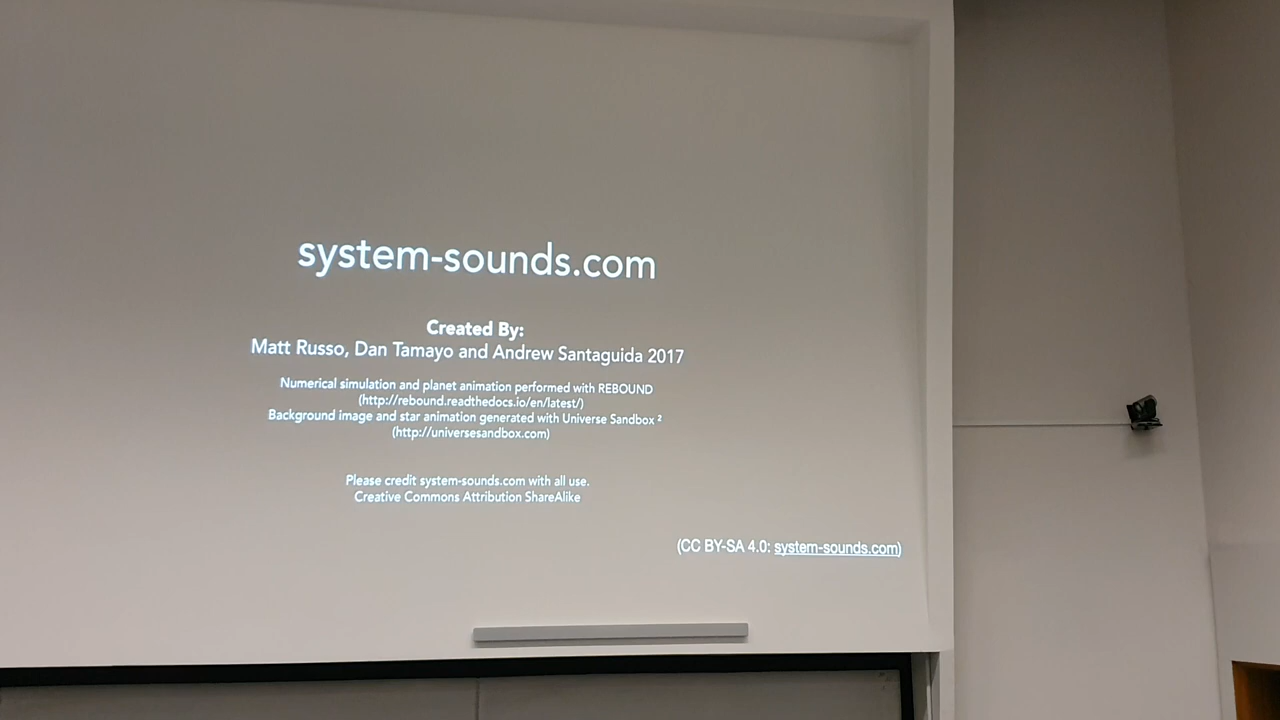 system-sounds.com
Created By:
Matt Russo, Dan Tamayo and Andrew Santaguida 2017
Numerical simulation and planet animation performed with REBOUND
(http://rebound.readthedocs.io/en/latest/)
Background image and star animation generated with Universe Sandbox ²
(http://universesandbox.com)
Please credit system-sounds.com with all use.
Creative Commons Attribution ShareAlike
(CC BY-SA 4.0: system-sounds.com)